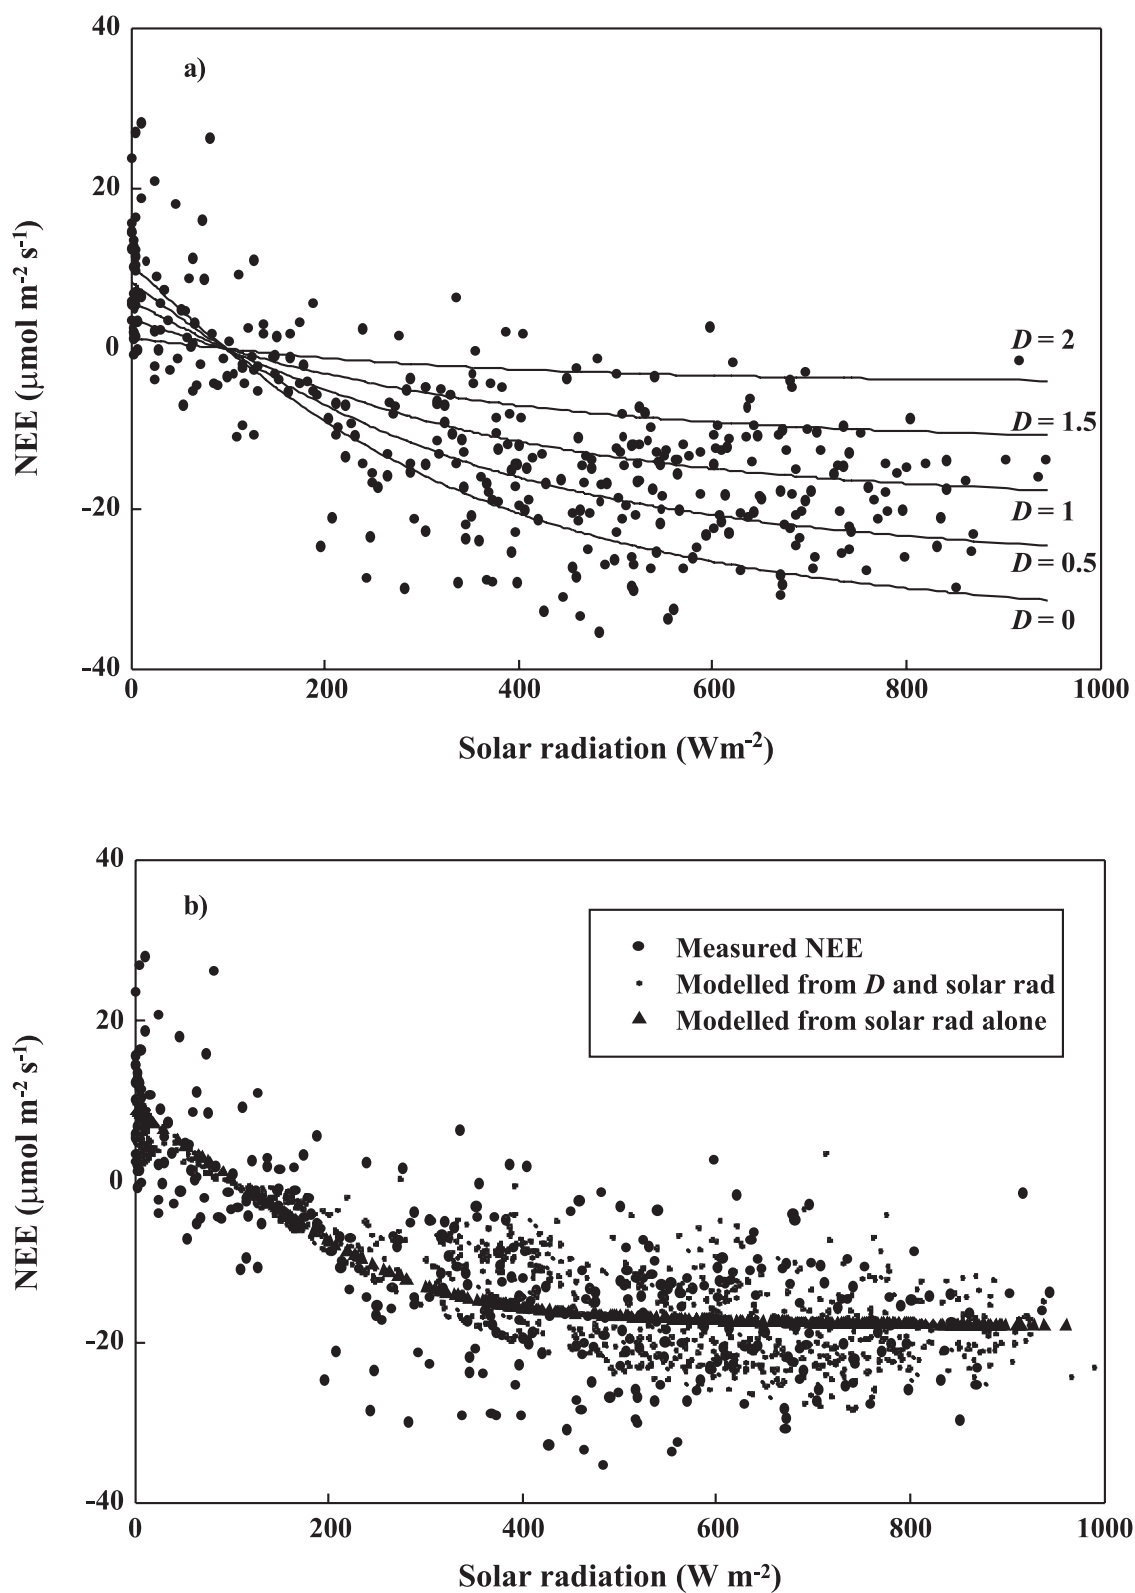 40
a)
20
0
-20
-40
NEE (μmol m-2 s-1)
D = 2
D = 1.5
D = 1
D = 0.5
D = 0
0 200 400 600 800 1000
Solar radiation (Wm-2)
40
b)
20
0
-20
-40
NEE (μmol m-2 s-1)
Measured NEE
Modelled from D and solar rad
Modelled from solar rad alone
0 200 400 600 800 1000
Solar radiation (W m-2)